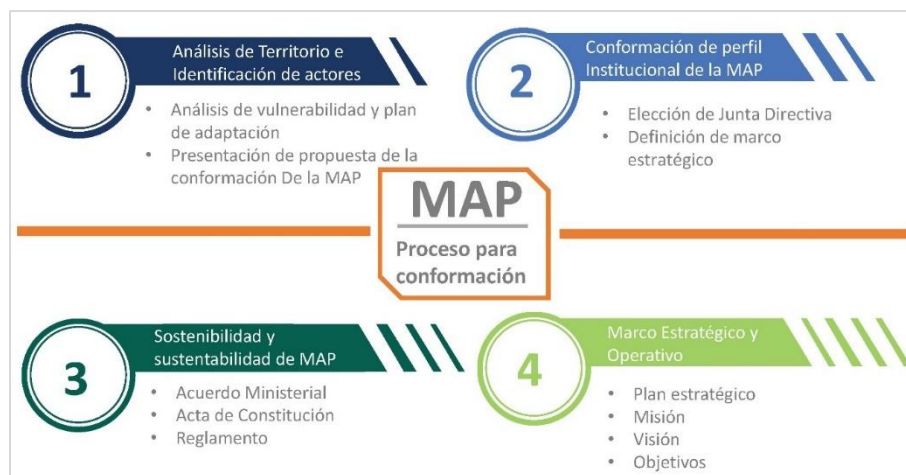 1
Análisis de Territorio e
Identificación de actores
• Análisis de vulnerabilidad y plan
de adaptación
• Presentación de propuesta de la
conformación De la MAP
2
Conformación de perfil
Institucional de la MAP
• Elección de Junta Directiva
• Definición de marco
estratégico
MAP
Proceso para
conformación
3
Sostenibilidad y
sustentabilidad de MAP
• Acuerdo Ministerial
• Acta de Constitución
• Reglamento
4
Marco Estratégico y
Operativo
• Plan estratégico
• Misión
• Visión
• Objetivos